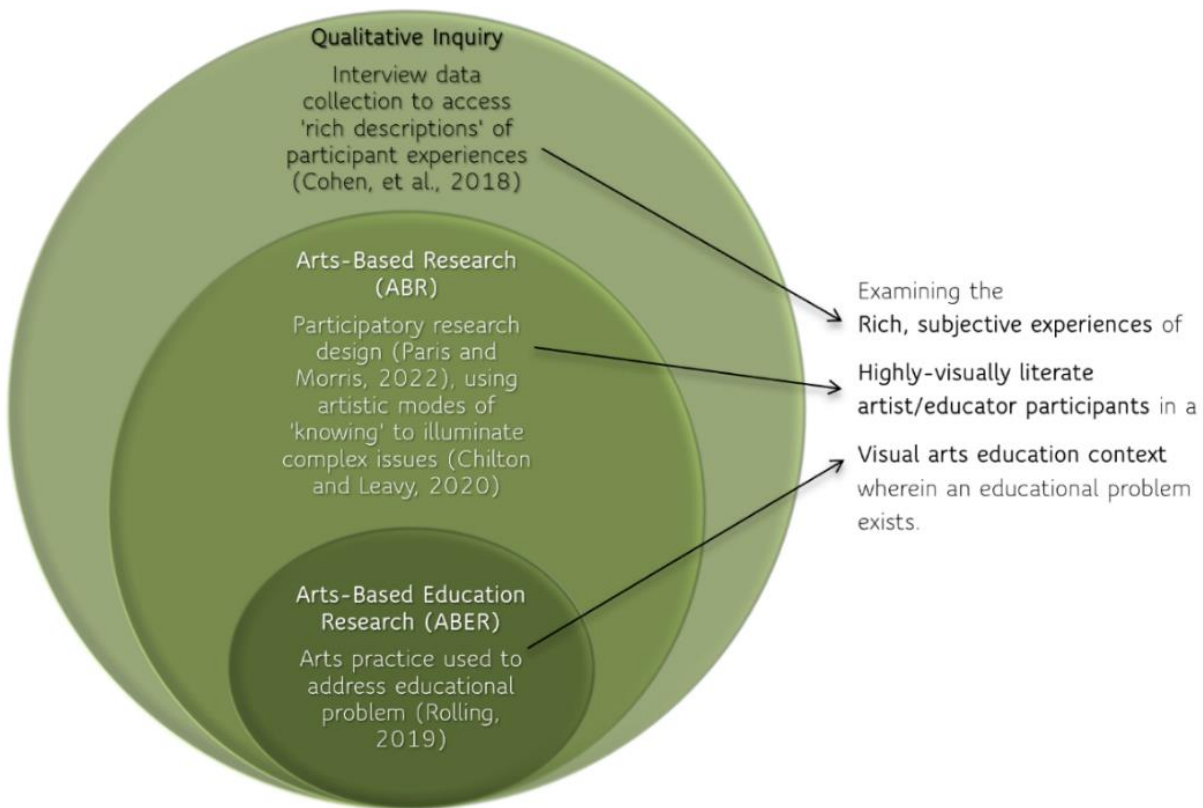 Qualitative Inquiry
Interview data
collection to access
'rich descriptions' of
participant experiences
(Cohen, et al., 2018)
Arts-Based Research
(ABR)
Participatory research
design (Paris and
Morris, 2022), using
artistic modes of
'knowing' to illuminate
complex issues (Chilton
and Leavy, 2020)
Arts-Based Education
Research (ABER)
Arts practice used to
address educational
problem (Rolling,
2019)
Examining the
Rich, subjective experiences of
Highly-visually literate
artist/educator participants in a
Visual arts education context
wherein an educational problem
exists.